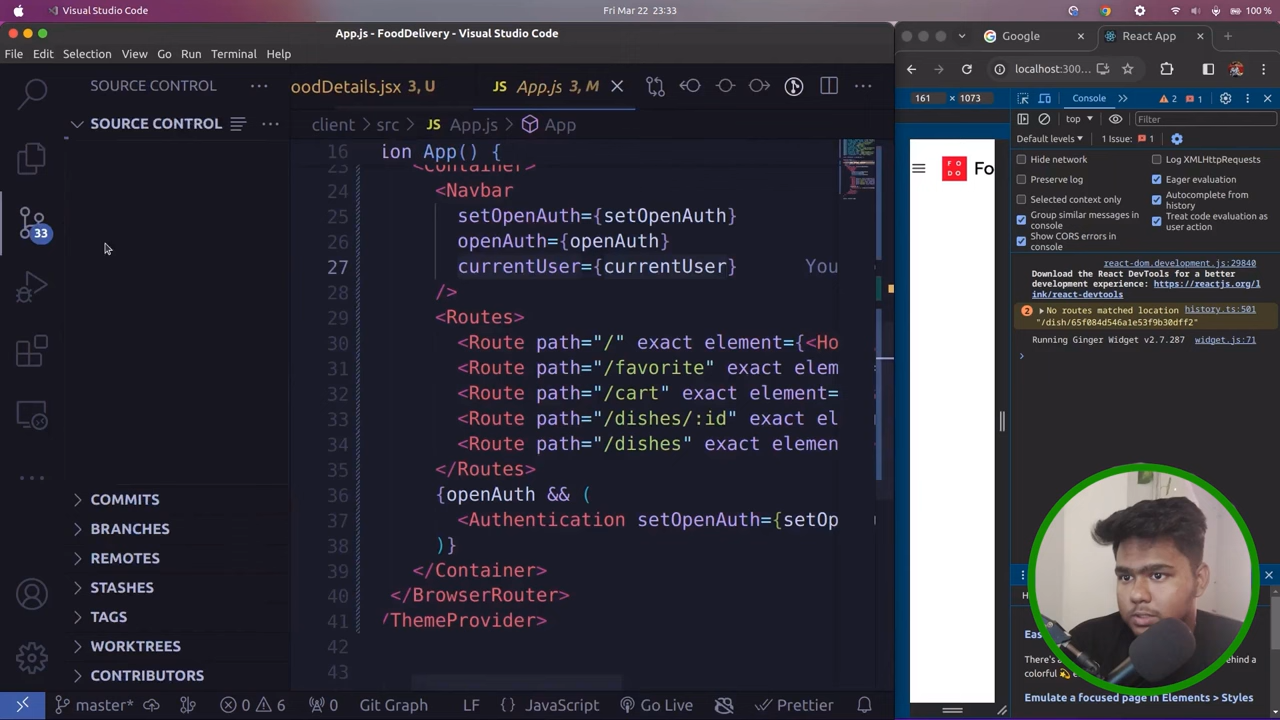 Visual Studio Code
Fri Mar 22 23:33
100 %
App.js - FoodDelivery - Visual Studio Code
File Edit Selection View Go Run Terminal Help
SOURCE CONTROL
oodDetails.jsx 3, U
JS App.js 3, M
SOURCE CONTROL
client > src > JS App.js > App
33
16 ion App() {
<Container>
24 <Navbar
25 setOpenAuth={setOpenAuth}
26 openAuth={openAuth}
27 currentUser={currentUser} You
28 />
29 <Routes>
30 <Route path="/" exact element={<Ho
31 <Route path="/favorite" exact elem
32 <Route path="/cart" exact element=
33 <Route path="/dishes/:id" exact el
34 <Route path="/dishes" exact elemen
35 </Routes>
36 {openAuth && (
37 <Authentication setOpenAuth={setOp
38 )}
39 </Container>
40 </BrowserRouter>
41 /ThemeProvider>
42
43
COMMITS
BRANCHES
REMOTES
STASHES
TAGS
WORKTREES
CONTRIBUTORS
master* 0 6 0 Git Graph LF { } JavaScript Go Live Prettier
Google
React App
localhost:300...
161 × 1073
Console
2
1
top
Filter
Default levels
1 Issue: 1
Hide network
Log XMLHttpRequests
Preserve log
Eager evaluation
Selected context only
Autocomplete from history
Group similar messages in console
Treat code evaluation as user action
Show CORS errors in console
FO
DO
Fo
react-dom.development.js:29840
Download the React DevTools for a better
development experience: https://reactjs.org/l
ink/react-devtools
2 No routes matched location history.ts:501
"/dish/65f084d546a1e53f9b30dff2"
Running Ginger Widget v2.7.287 widget.js:71
H
Eas
There's a
ehind a
colorful
Emulate a focused page in Elements > Styles